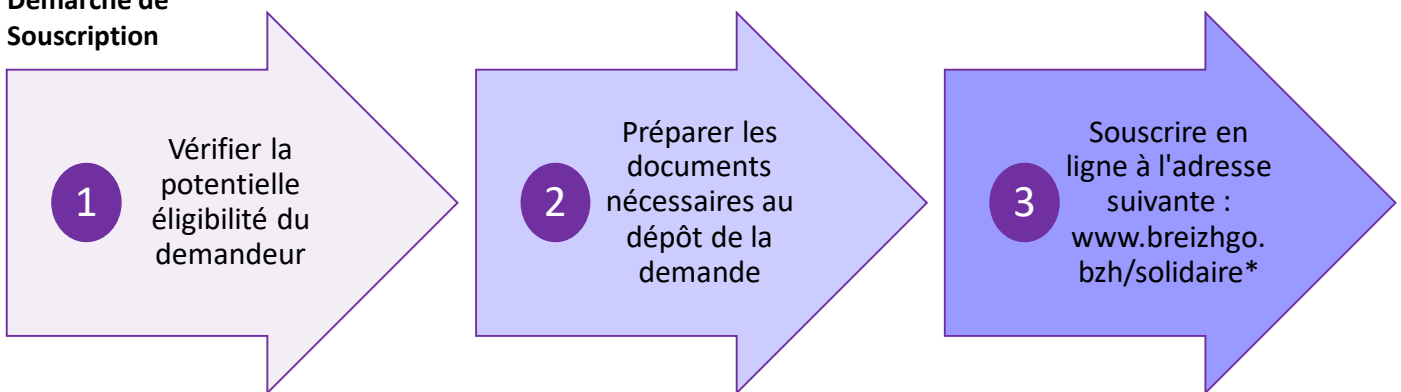 Démarche de
Souscription
1
Vérifier la
potentielle
éligibilité du
demandeur
2
Préparer les
documents
nécessaires au
dépôt de la
demande
3
Souscrire en
ligne à l'adresse
suivante :
www.breizhgo.
bzh/solidaire*